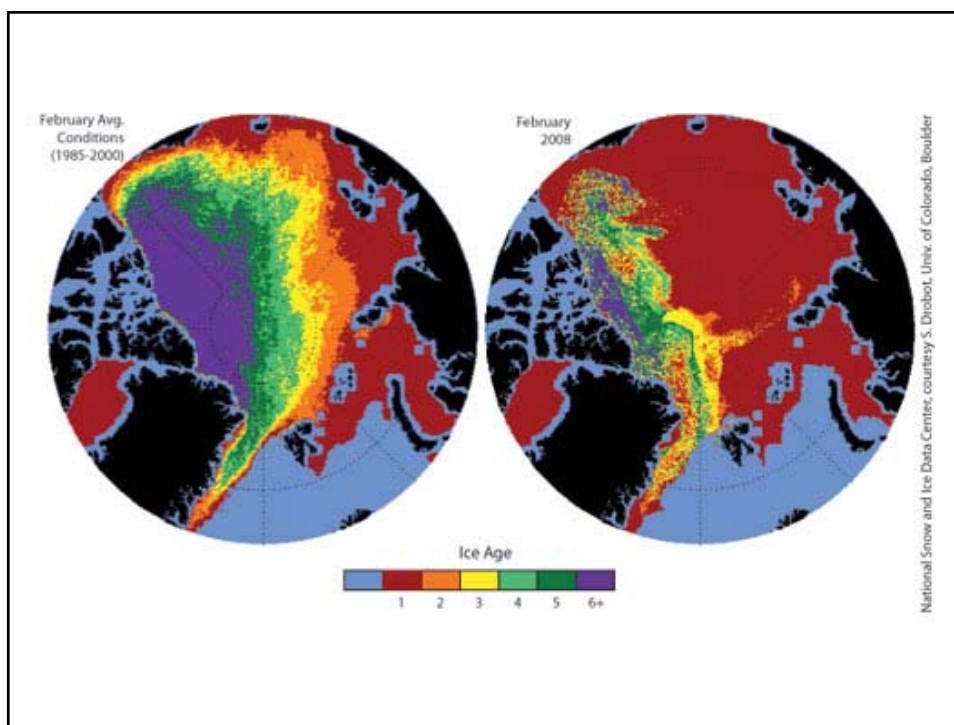 February Avg.
Conditions
(1985-2000)
February
2008
National Snow and Ice Data Center, courtesy S. Drobot, Univ. of Colorado, Boulder
Ice Age
1 2 3 4 5 6+